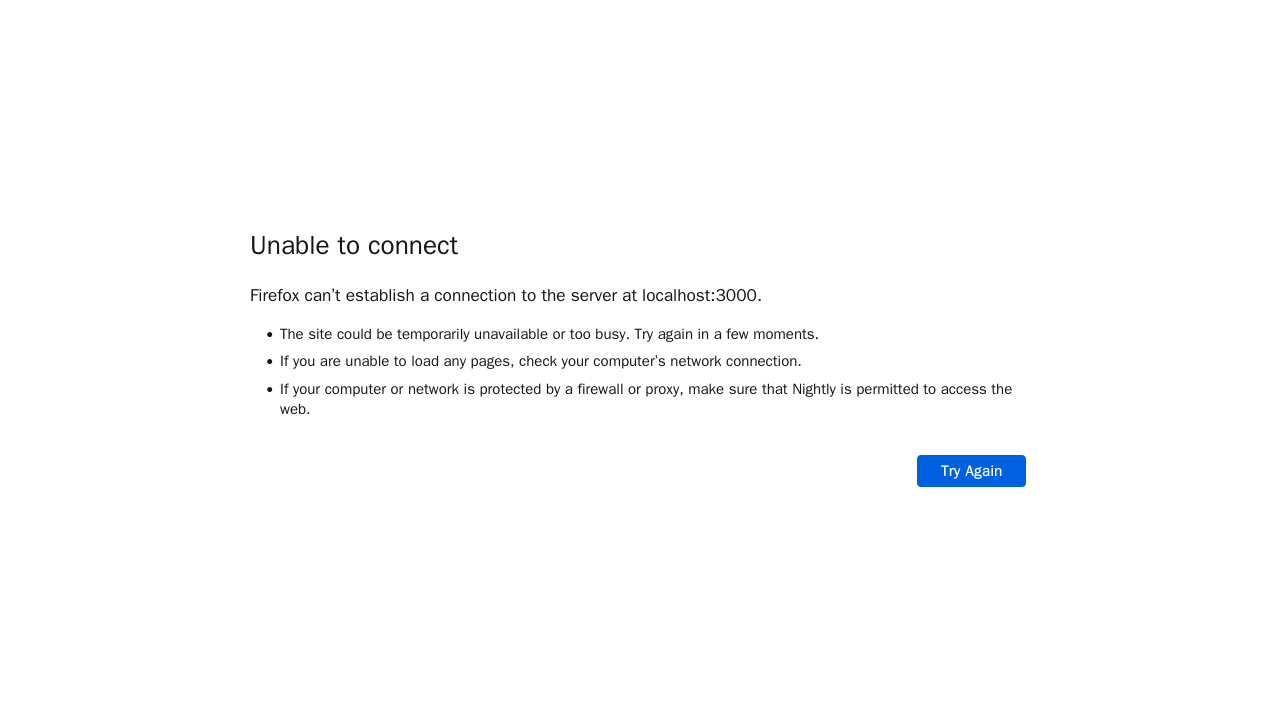 Unable to connect
Firefox can’t establish a connection to the server at localhost:3000.
• The site could be temporarily unavailable or too busy. Try again in a few moments.
• If you are unable to load any pages, check your computer’s network connection.
• If your computer or network is protected by a firewall or proxy, make sure that Nightly is permitted to access the
web.
Try Again